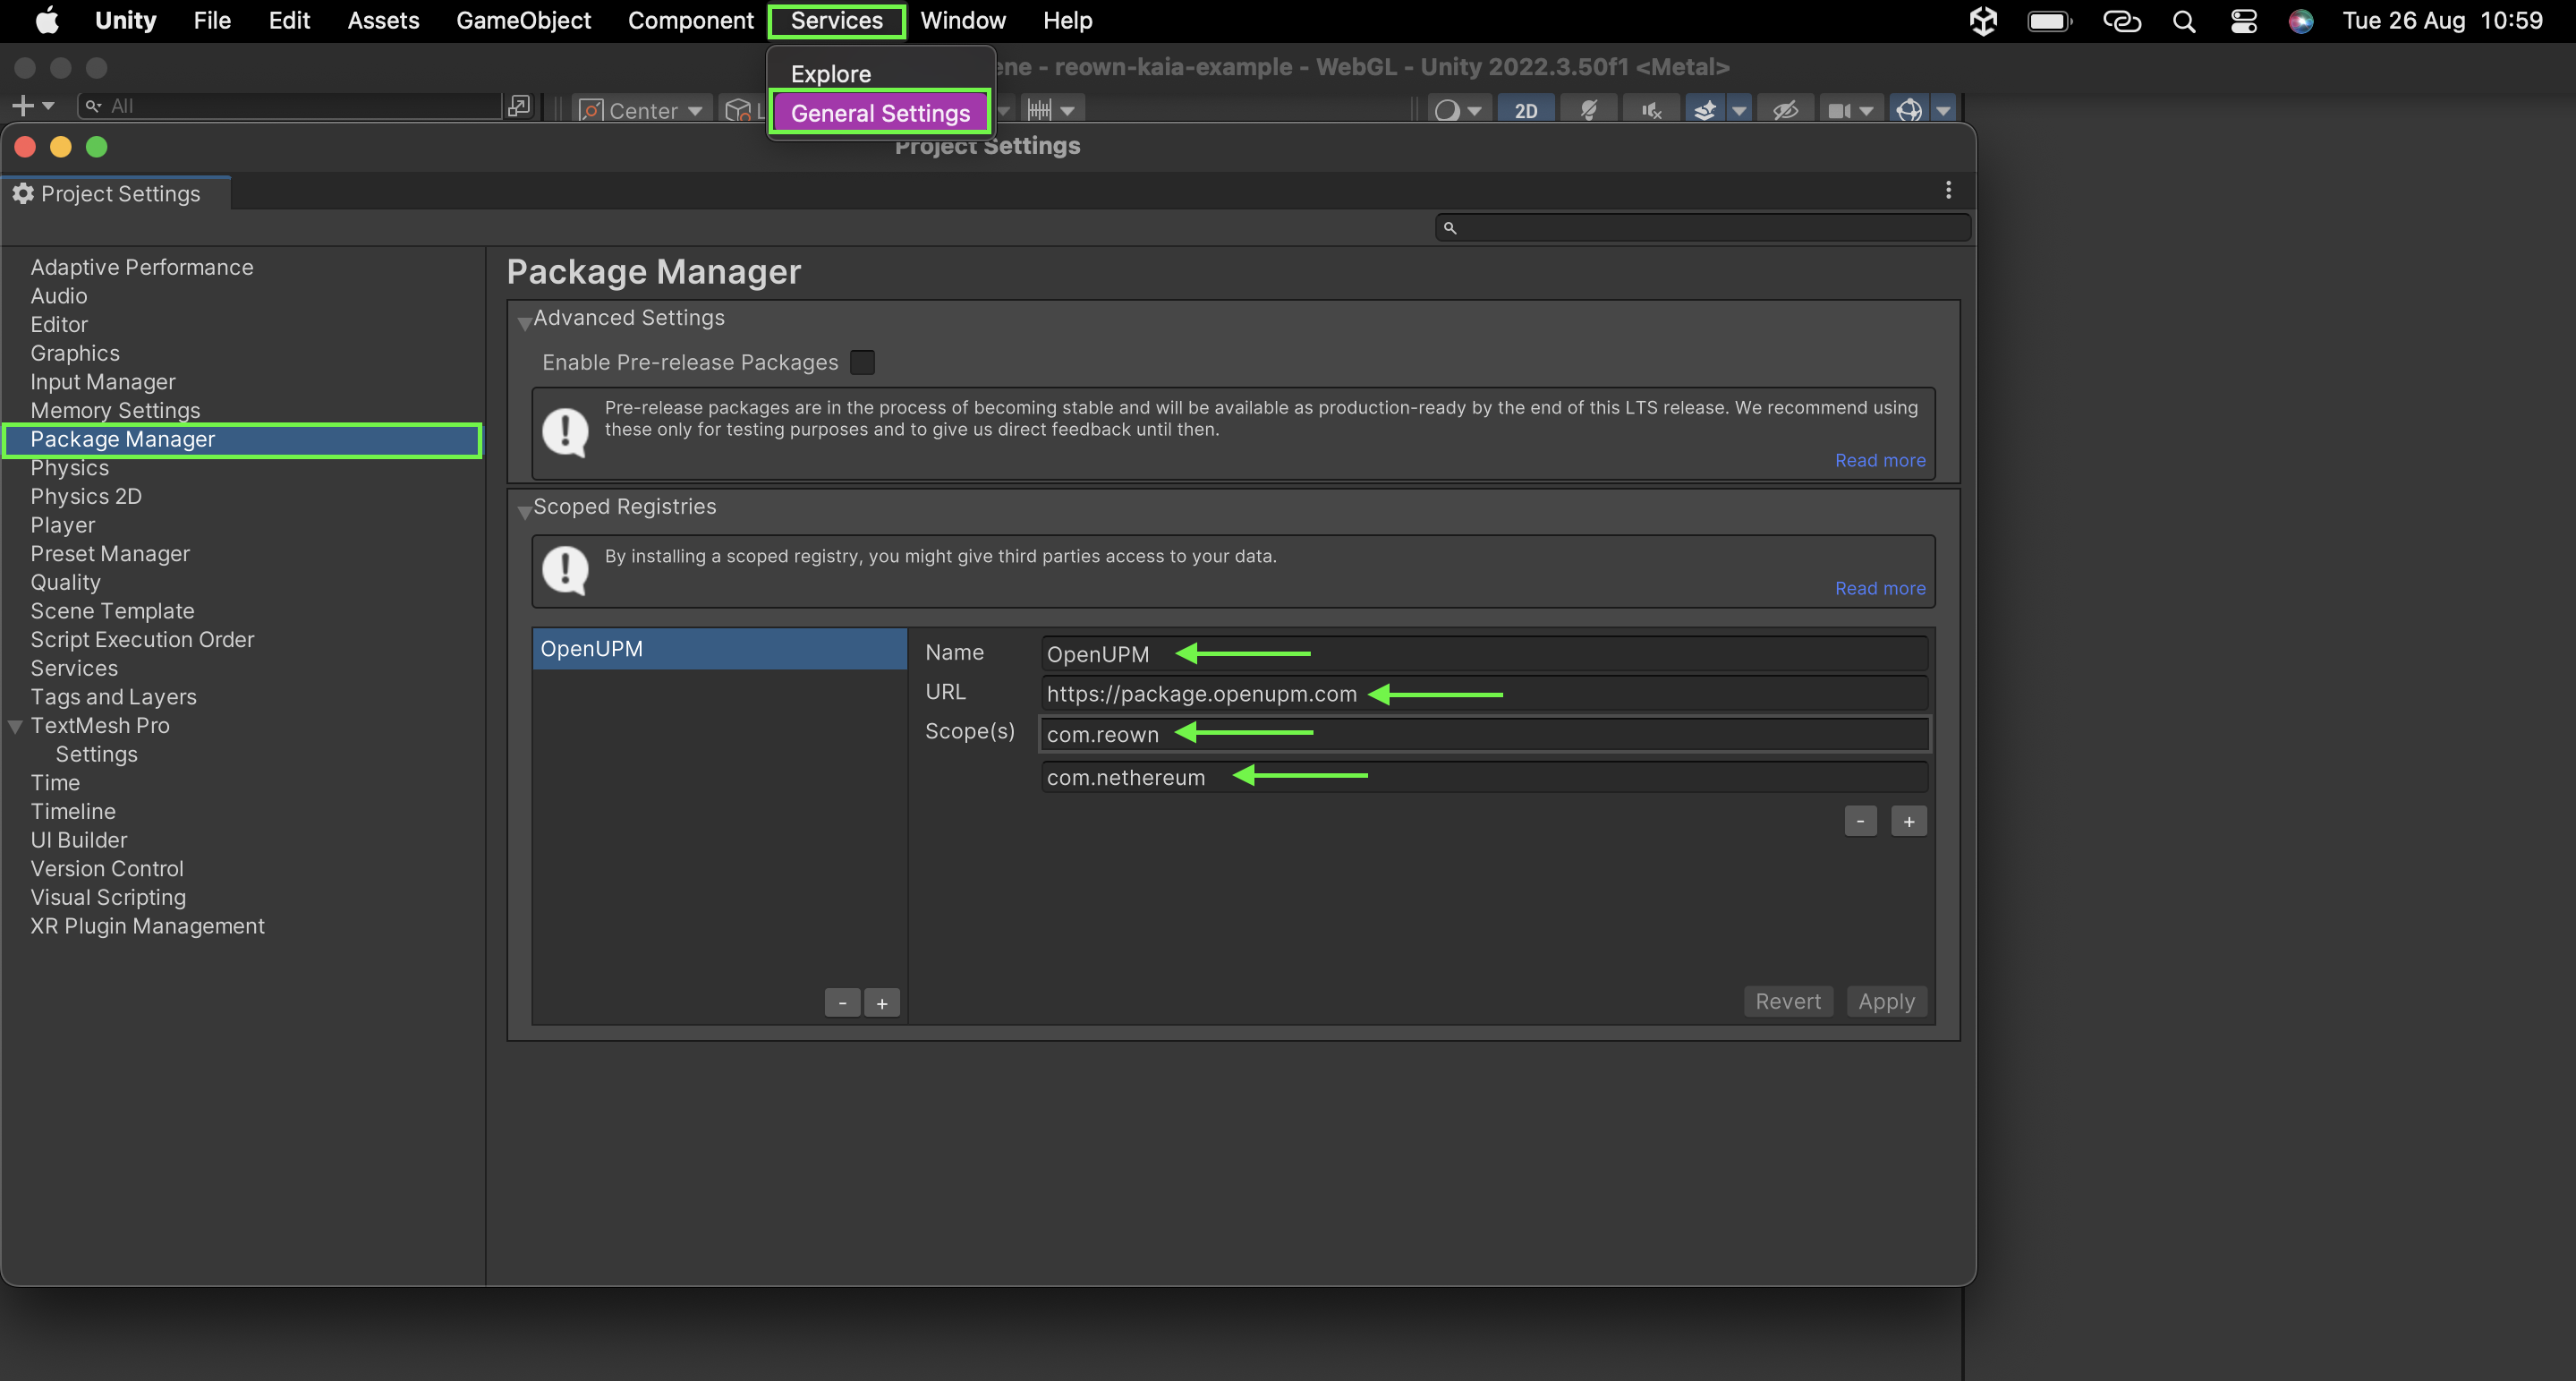 Unity File Edit Assets GameObject Component Services Window Help Tue 26 Aug 10:59
Explore
General Settings
ene - reown-kaia-example - WebGL - Unity 2022.3.50f1 <Metal>
All Center L 2D
Project Settings
Project Settings
Adaptive Performance
Audio
Editor
Graphics
Input Manager
Memory Settings
Package Manager
Physics
Physics 2D
Player
Preset Manager
Quality
Scene Template
Script Execution Order
Services
Tags and Layers
TextMesh Pro
Settings
Time
Timeline
UI Builder
Version Control
Visual Scripting
XR Plugin Management
Package Manager
Advanced Settings
Enable Pre-release Packages
Pre-release packages are in the process of becoming stable and will be available as production-ready by the end of this LTS release. We recommend using
these only for testing purposes and to give us direct feedback until then.
Read more
Scoped Registries
By installing a scoped registry, you might give third parties access to your data.
Read more
OpenUPM
Name OpenUPM
URL https://package.openupm.com
Scope(s) com.reown
com.nethereum
- +
- +
Revert Apply